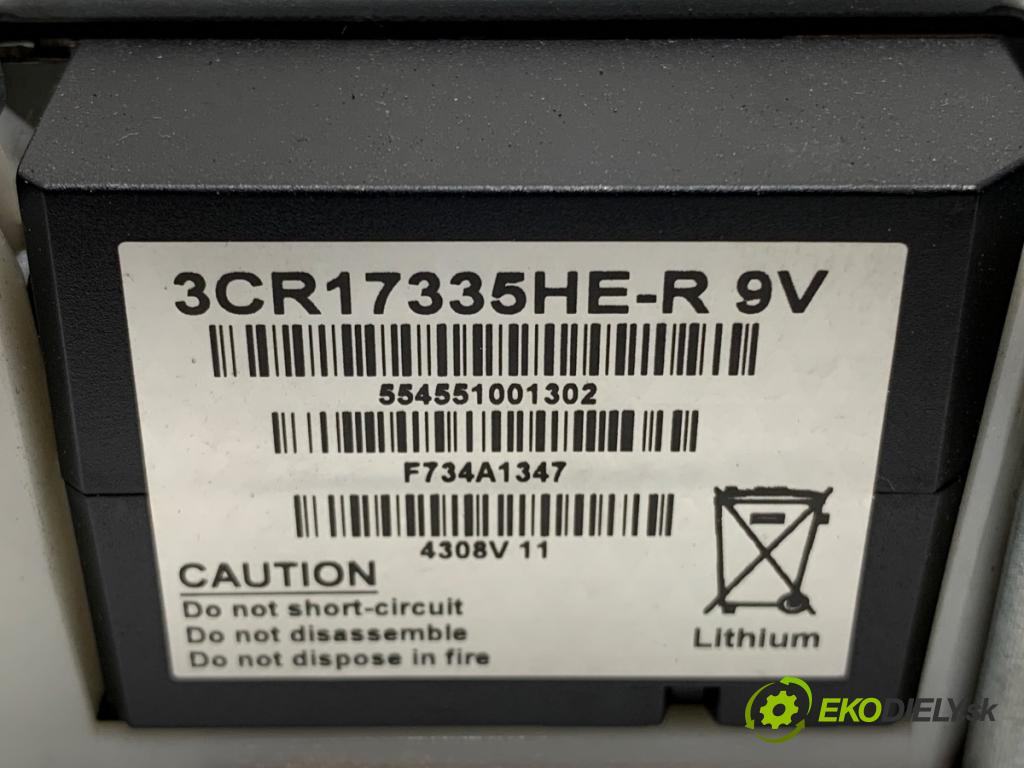 3CR17335HE-R 9V
554551001302
F734A1347
4308V 11
CAUTION
Do not short-circuit
Do not disassemble
Do not dispose in fire
Lithium
EKODIELY.sk